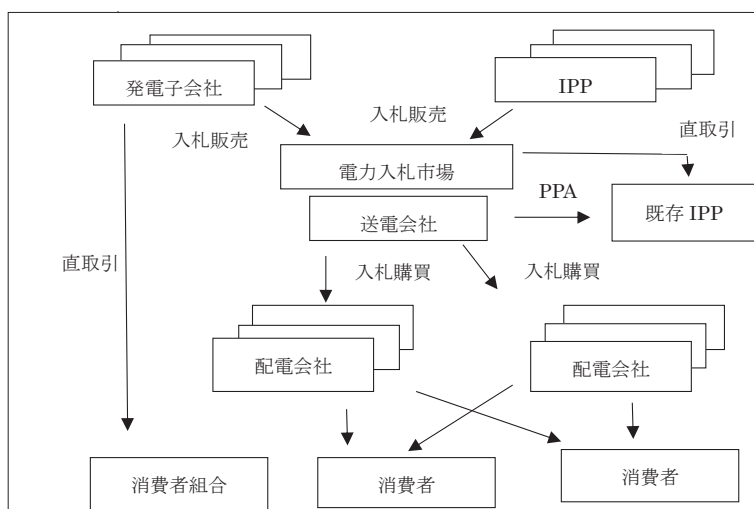 発電子会社
IPP
入札販売
入札販売
直取引
電力入札市場
PPA
既存 IPP
送電会社
直取引
入札購買
入札購買
配電会社
配電会社
消費者組合
消費者
消費者